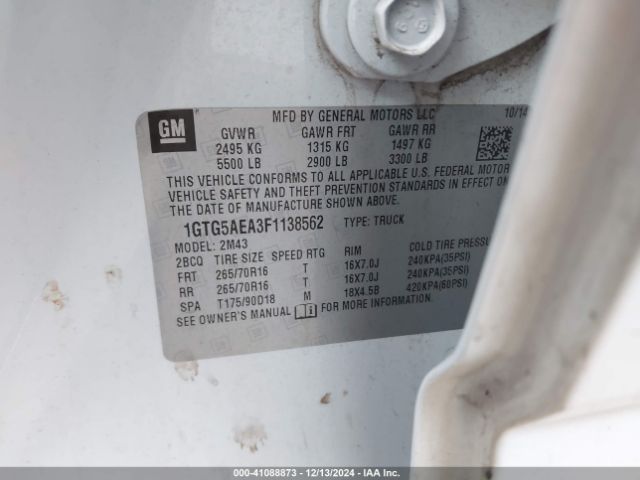 GM
MFD BY GENERAL MOTORS LLC 10/14
GVWR GAWR FRT GAWR RR
2495 KG 1315 KG 1497 KG
5500 LB 2900 LB 3300 LB
THIS VEHICLE CONFORMS TO ALL APPLICABLE U.S. FEDERAL MOTOR
VEHICLE SAFETY AND THEFT PREVENTION STANDARDS IN EFFECT ON
THE DATE OF MANUFACTURE SHOWN ABOVE.
1GTG5AEA3F1138562 TYPE: TRUCK
MODEL: 2M43
2BCQ TIRE SIZE SPEED RTG RIM COLD TIRE PRESSURE
FRT 265/70R16 T 16X7.0J 240KPA(35PSI)
RR 265/70R16 T 16X7.0J 240KPA(35PSI)
SPA T175/90D18 M 18X4.5B 420KPA(60PSI)
SEE OWNER'S MANUAL FOR MORE INFORMATION.
000-41088873 - 12/13/2024 - IAA Inc.